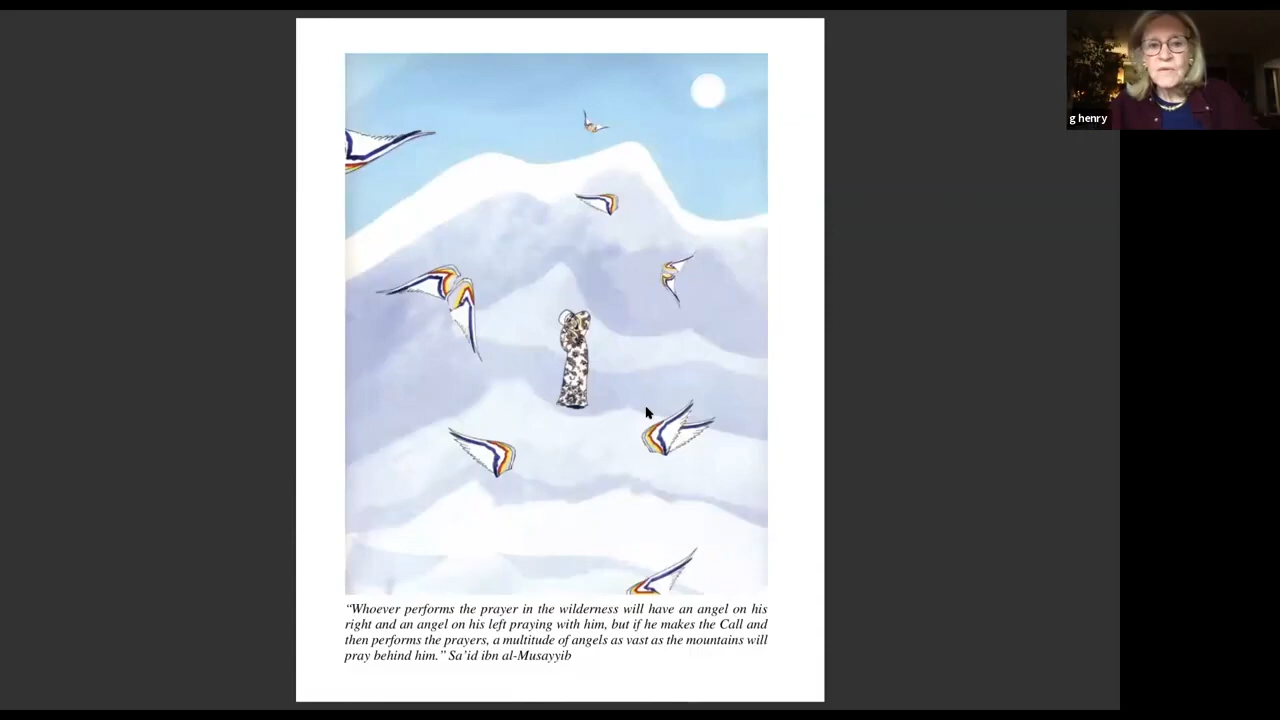 g henry
“Whoever performs the prayer in the wilderness will have an angel on his
right and an angel on his left praying with him, but if he makes the Call and
then performs the prayers, a multitude of angels as vast as the mountains will
pray behind him.” Sa’id ibn al-Musayyib